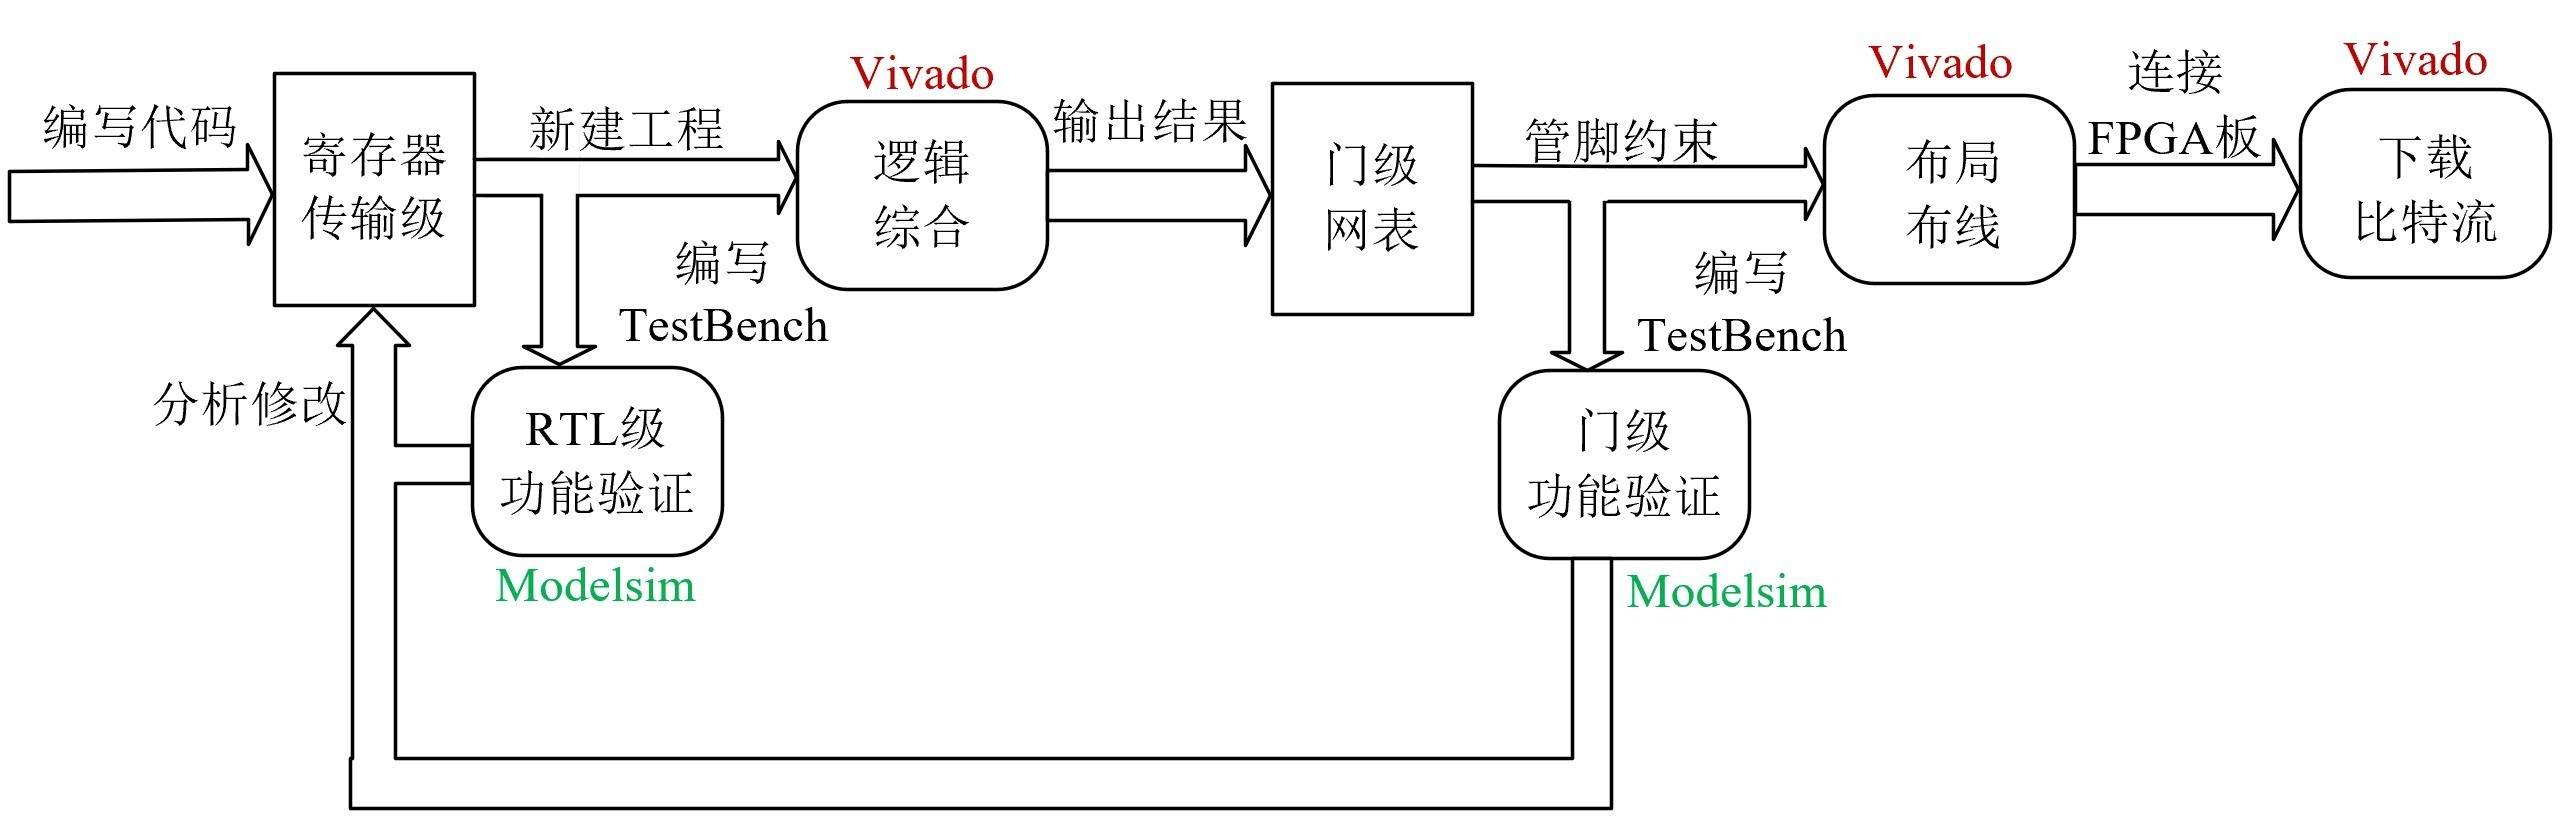 编写代码
寄存器
传输级
新建工程
编写
TestBench
Vivado
逻辑
综合
输出结果
门级
网表
管脚约束
编写
TestBench
Vivado
布局
布线
连接
FPGA板
Vivado
下载
比特流
分析修改
RTL级
功能验证
Modelsim
门级
功能验证
Modelsim